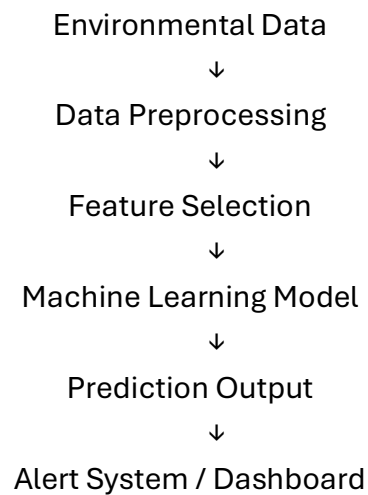 Environmental Data
↓
Data Preprocessing
↓
Feature Selection
↓
Machine Learning Model
↓
Prediction Output
↓
Alert System / Dashboard